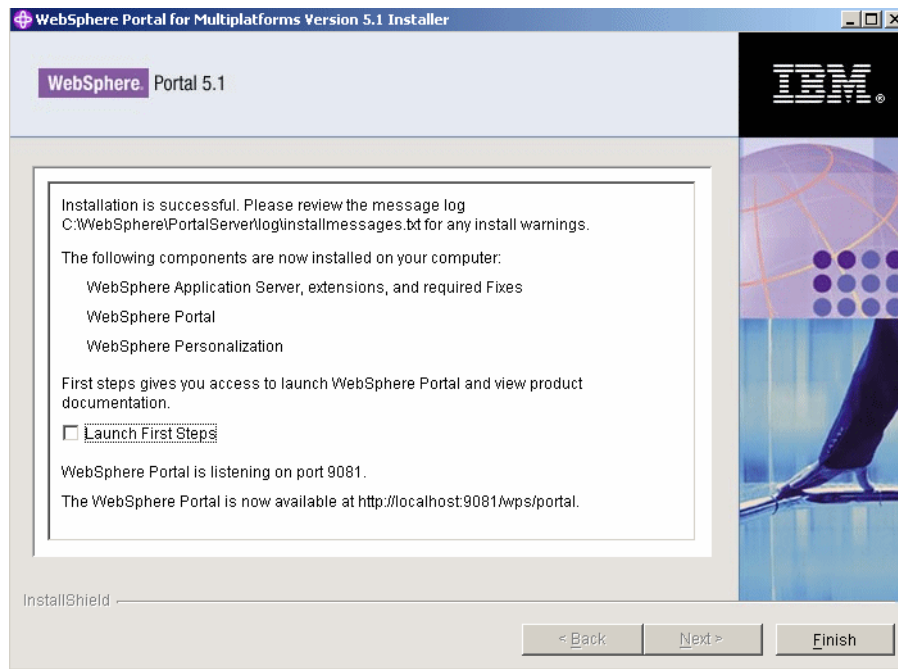 WebSphere Portal for Multiplatforms Version 5.1 Installer
WebSphere. Portal 5.1
IBM®
Installation is successful. Please review the message log
C:\WebSphere\PortalServer\log\installmessages.txt for any install warnings.
The following components are now installed on your computer:
WebSphere Application Server, extensions, and required Fixes
WebSphere Portal
WebSphere Personalization
First steps gives you access to launch WebSphere Portal and view product
documentation.
Launch First Steps
WebSphere Portal is listening on port 9081.
The WebSphere Portal is now available at http://localhost:9081/wps/portal.
InstallShield
< Back
Next >
Finish